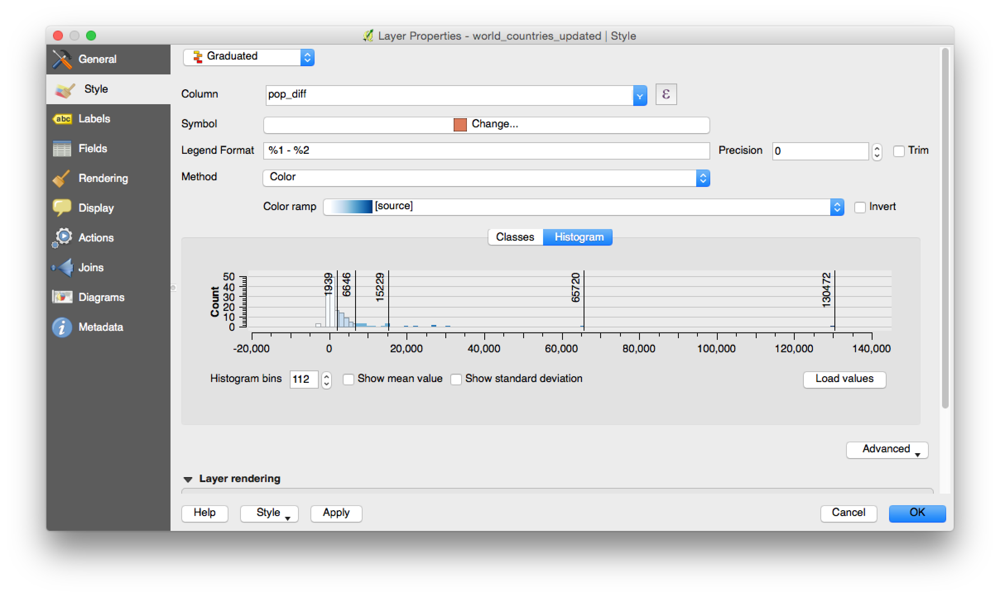 Layer Properties - world_countries_updated | Style
General
Style
abc Labels
Fields
Rendering
Display
Actions
Joins
Diagrams
i Metadata
Graduated
Column pop_diff ε
Symbol Change...
Legend Format %1 - %2 Precision 0 Trim
Method Color
Color ramp [source] Invert
Classes Histogram
Count
50
40
30
20
10
0
1939
6646
15229
65720
130472
-20,000 0 20,000 40,000 60,000 80,000 100,000 120,000 140,000
Histogram bins 112 Show mean value Show standard deviation Load values
Advanced
Layer rendering
Help Style Apply Cancel OK